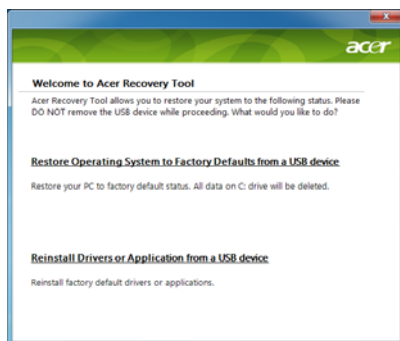 acer
Welcome to Acer Recovery Tool
Acer Recovery Tool allows you to restore your system to the following status. Please
DO NOT remove the USB device while proceeding. What would you like to do?
Restore Operating System to Factory Defaults from a USB device
Restore your PC to factory default status. All data on C: drive will be deleted.
Reinstall Drivers or Application from a USB device
Reinstall factory default drivers or applications.